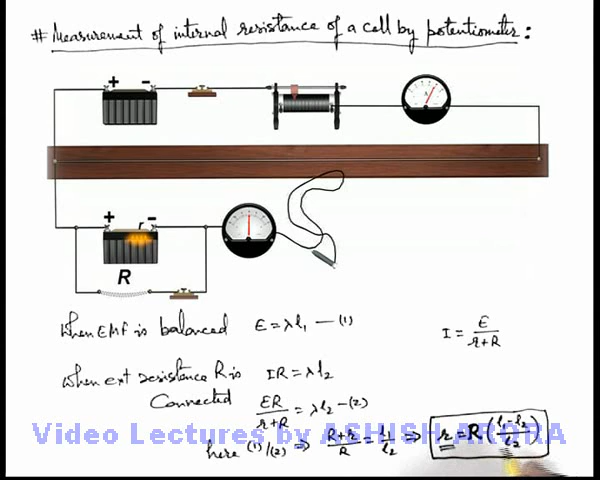 # Measurement of internal resistance of a cell by potentiometer:
+ -
A
+ - r
R
When EMF is balanced E = λl₁ —(1)
I = E/(r+R)
When ext resistance R is Connected IR = λl₂
ER/(r+R) = λl₂ —(2)
here (1)/(2) ⇒ (R+r)/R = l₁/l₂ ⇒ r = R((l₁-l₂)/l₂)
Video Lectures by ASHISH ARORA